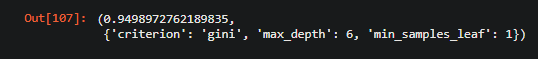 Out[107]: (0.9498972762189835,
{'criterion': 'gini', 'max_depth': 6, 'min_samples_leaf': 1})